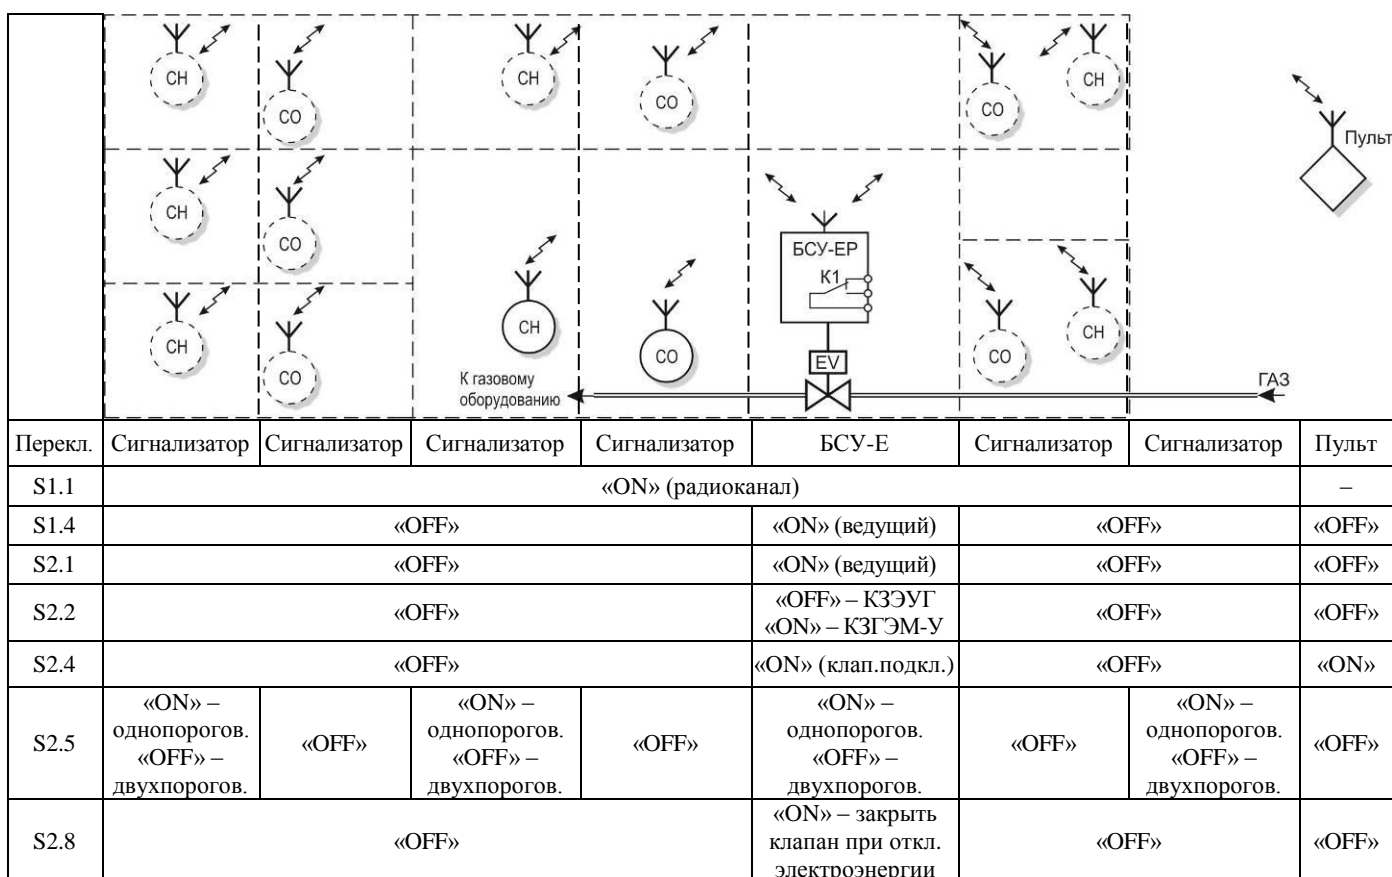 СН
СО
СН
СО
СО
СН
Пульт
СН
СО
БСУ-ЕР
К1
СН
СО
СН
СО
EV
СО
СН
К газовому
оборудованию
ГАЗ
Перекл. Сигнализатор Сигнализатор Сигнализатор Сигнализатор БСУ-Е Сигнализатор Сигнализатор Пульт
S1.1 «ON» (радиоканал) –
S1.4 «OFF» «ON» (ведущий) «OFF» «OFF»
S2.1 «OFF» «ON» (ведущий) «OFF» «OFF»
S2.2 «OFF» «OFF» – КЗЭУГ
«ON» – КЗГЭМ-У «OFF» «OFF»
S2.4 «OFF» «ON» (клап.подкл.) «OFF» «ON»
S2.5 «ON» –
однопорогов.
«OFF» –
двухпорогов.
«OFF»
«ON» –
однопорогов.
«OFF» –
двухпорогов.
«OFF»
«ON» –
однопорогов.
«OFF» –
двухпорогов.
«OFF»
«ON» –
однопорогов.
«OFF» –
двухпорогов.
«OFF»
S2.8 «OFF» «ON» – закрыть
клапан при откл.
электроэнергии
«OFF» «OFF»